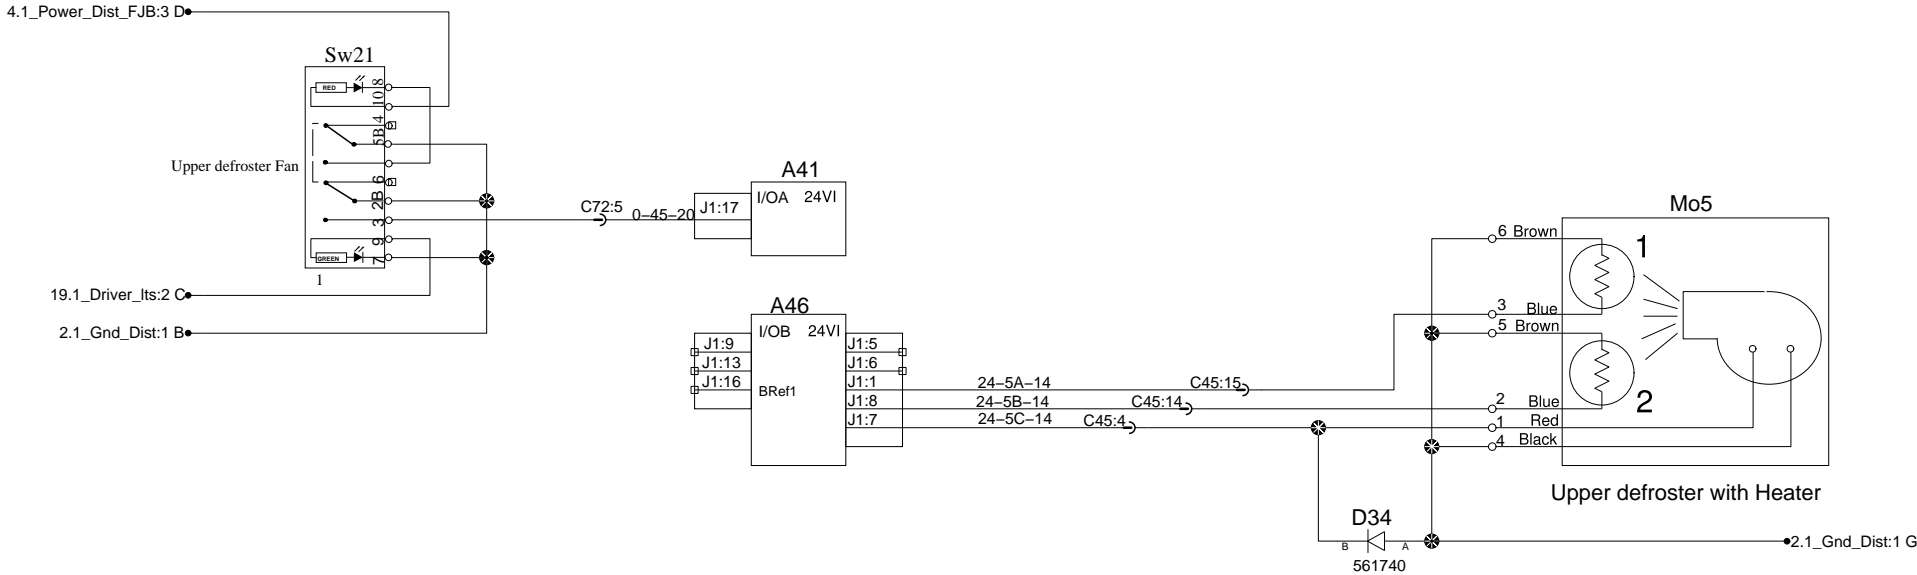 4.1_Power_Dist_FJB:3 D
Sw21
RED
8
10
4
5B
Upper defroster Fan
6
2B
3
9
GREEN
7
1
19.1_Driver_lts:2 C
2.1_Gnd_Dist:1 B
C72:5
0−45−20
A41
J1:17
I/OA
24VI
A46
I/OB
24VI
J1:9
J1:5
J1:13
J1:6
J1:16
BRef1
J1:1
24−5A−14
C45:15
J1:8
24−5B−14
C45:14
J1:7
24−5C−14
C45:4
Mo5
6 Brown
1
3 Blue
5 Brown
2 Blue
2
1 Red
4 Black
Upper defroster with Heater
D34
B
A
561740
2.1_Gnd_Dist:1 G